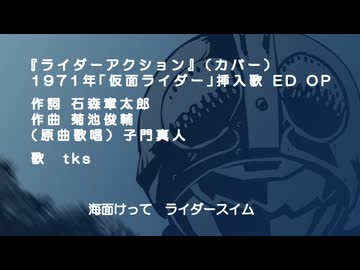 『ライダーアクション』（カバー）
１９７１年「仮面ライダー」挿入歌 ED OP
作詞 石森章太郎
作曲 菊池俊輔
（原曲歌唱） 子門真人
歌　tks
海面けって　ライダースイム